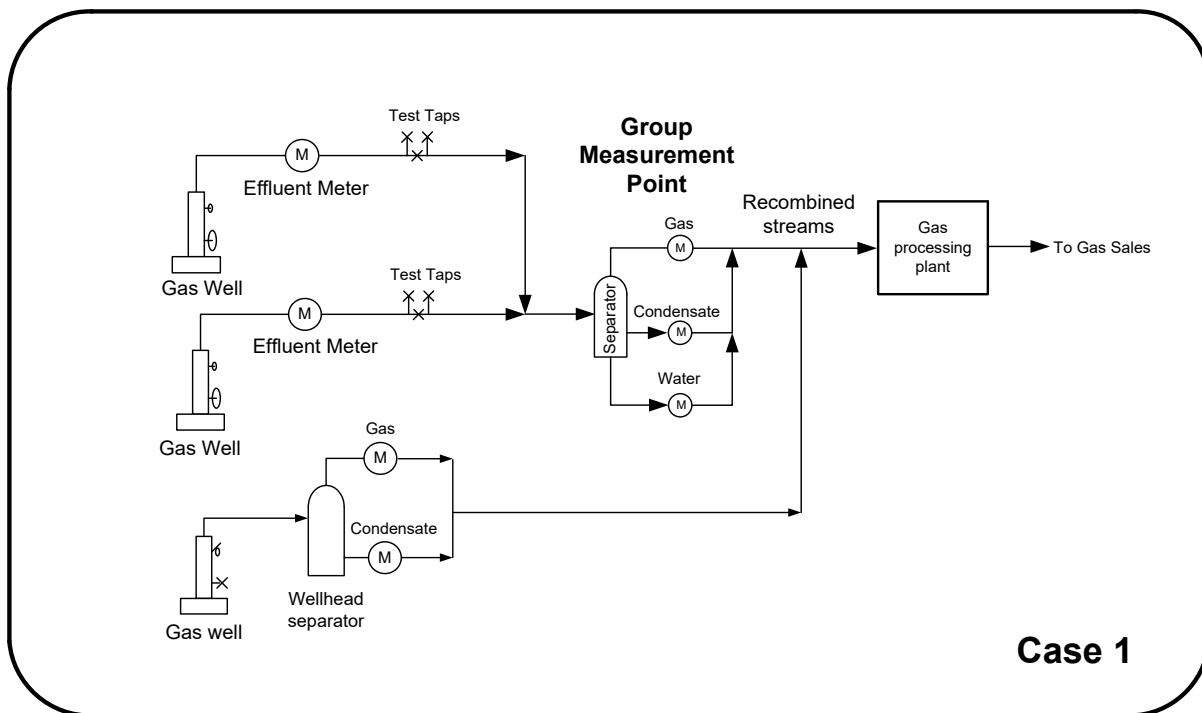 Test Taps
M
Effluent Meter
Gas Well
Group
Measurement
Point
Recombined
streams
Gas
M
Gas
processing
plant
To Gas Sales
Test Taps
M
Effluent Meter
Gas Well
Separator
Condensate
M
Water
M
Gas
M
Condensate
M
Wellhead
separator
Gas well
Case 1